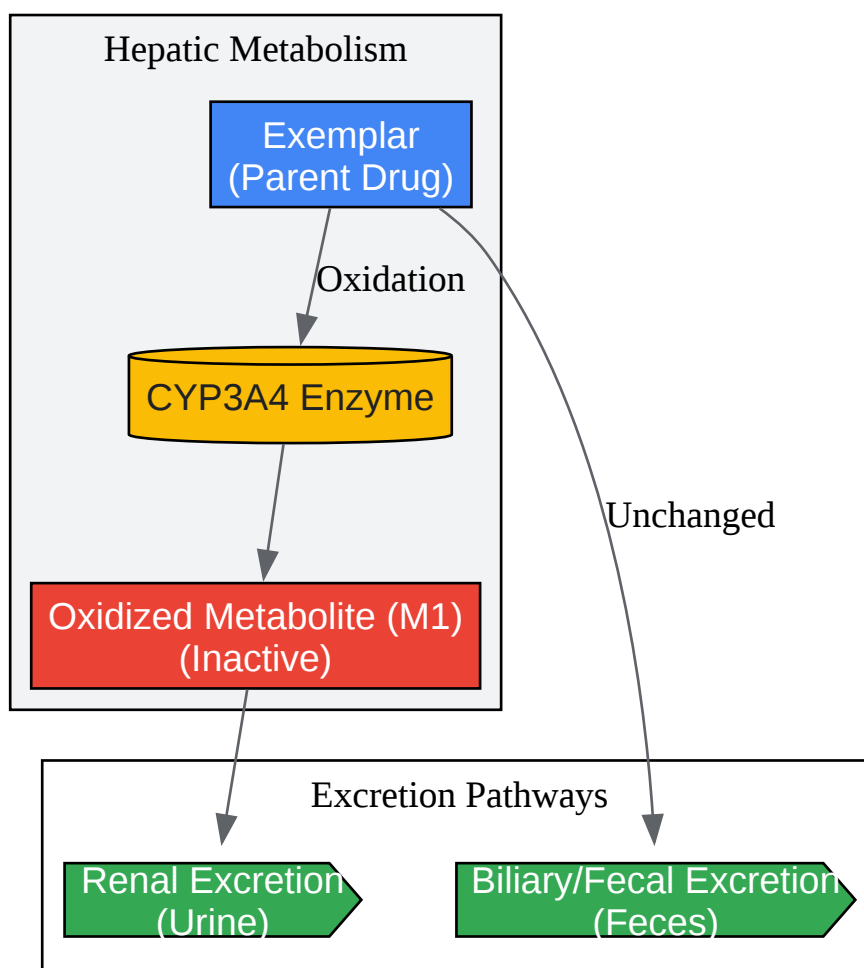 Hepatic Metabolism
Exemplar
(Parent Drug)
Oxidation
CYP3A4 Enzyme
Unchanged
Oxidized Metabolite (M1)
(Inactive)
Excretion Pathways
Renal Excretion
(Urine)
Biliary/Fecal Excretion
(Feces)